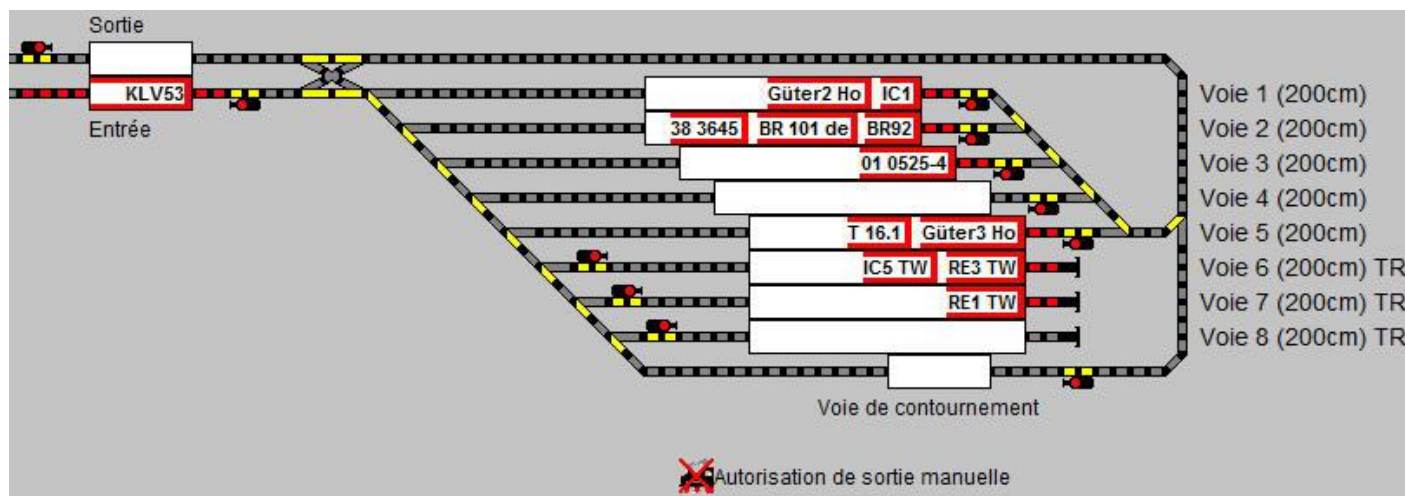 Sortie
KLV53
Entrée
Güter2 Ho IC1 Voie 1 (200cm)
38 3645 BR 101 de BR92 Voie 2 (200cm)
01 0525-4 Voie 3 (200cm)
Voie 4 (200cm)
T 16.1 Güter3 Ho Voie 5 (200cm)
IC5 TW RE3 TW Voie 6 (200cm) TR
RE1 TW Voie 7 (200cm) TR
Voie 8 (200cm) TR
Voie de contournement
Autorisation de sortie manuelle